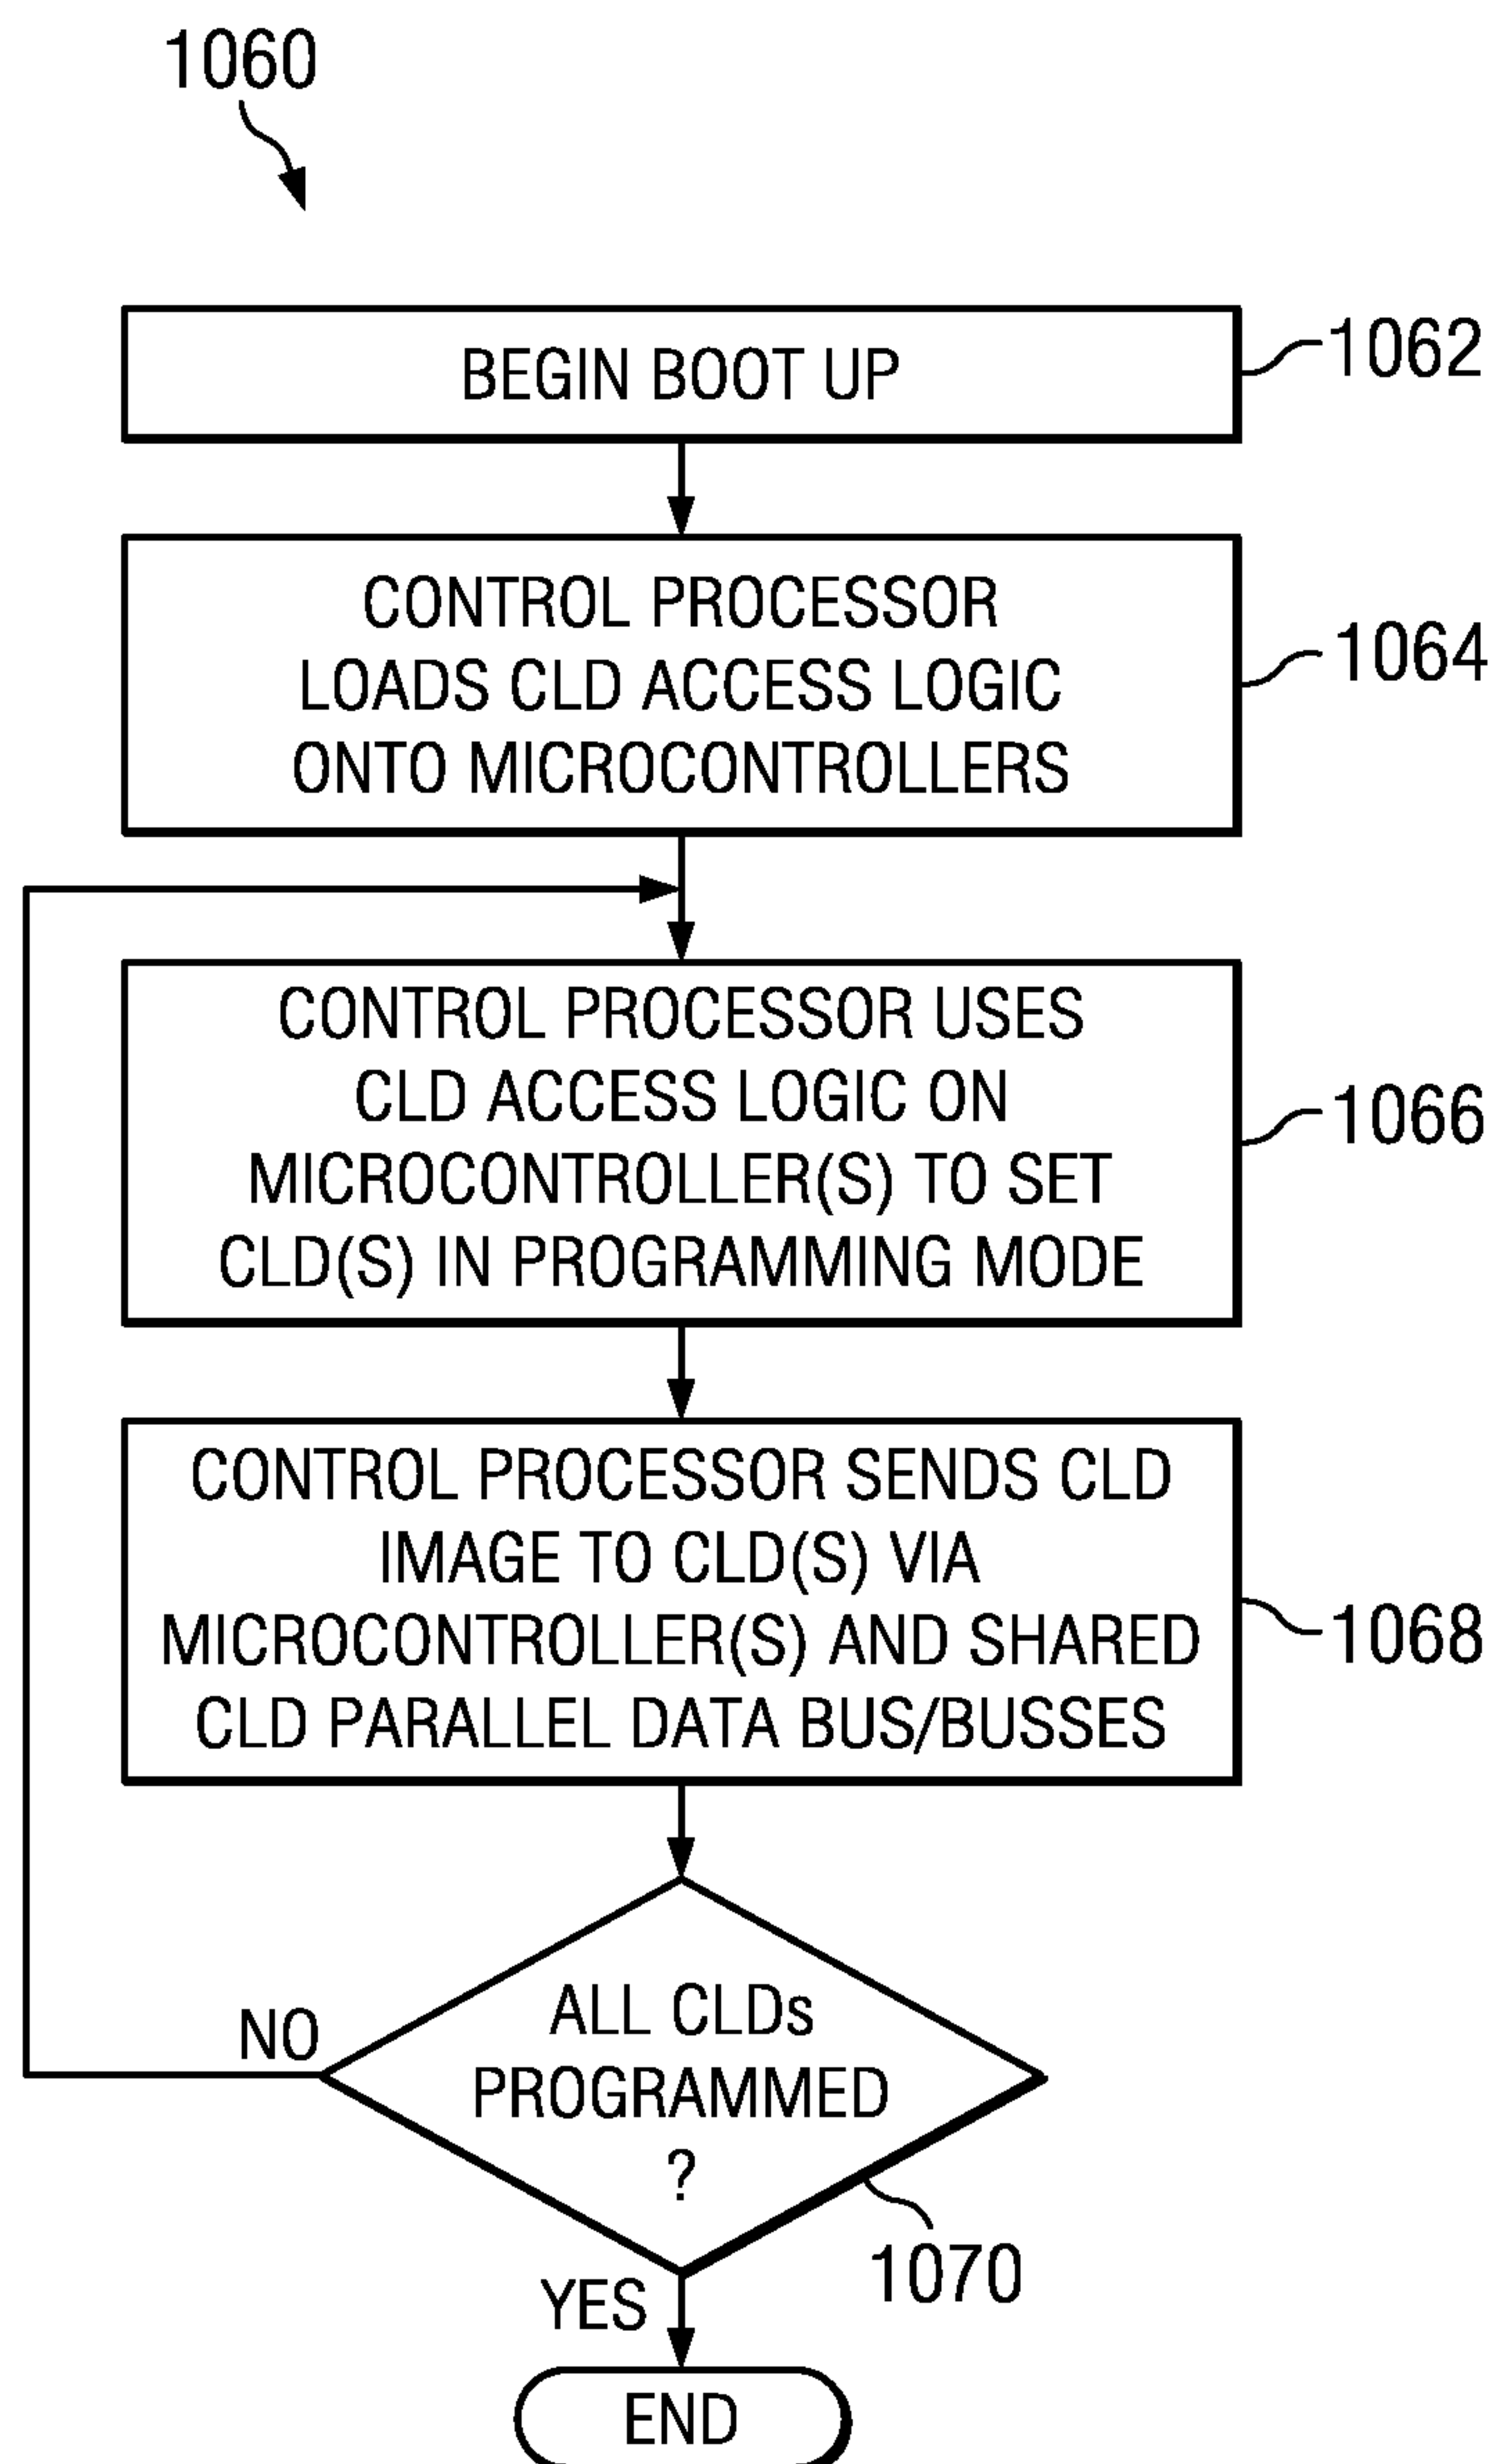 1060
BEGIN BOOT UP
1062
CONTROL PROCESSOR
LOADS CLD ACCESS LOGIC
ONTO MICROCONTROLLERS
1064
CONTROL PROCESSOR USES
CLD ACCESS LOGIC ON
MICROCONTROLLER(S) TO SET
CLD(S) IN PROGRAMMING MODE
1066
CONTROL PROCESSOR SENDS CLD
IMAGE TO CLD(S) VIA
MICROCONTROLLER(S) AND SHARED
CLD PARALLEL DATA BUS/BUSSES
1068
ALL CLDs
PROGRAMMED
?
NO
1070
YES
END